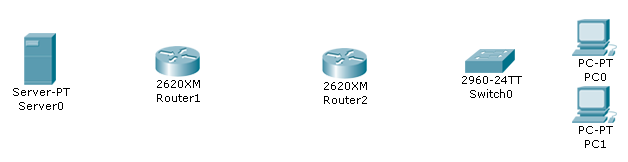 Server-PT
Server0
2620XM
Router1
2620XM
Router2
2960-24TT
Switch0
PC-PT
PC0
PC-PT
PC1